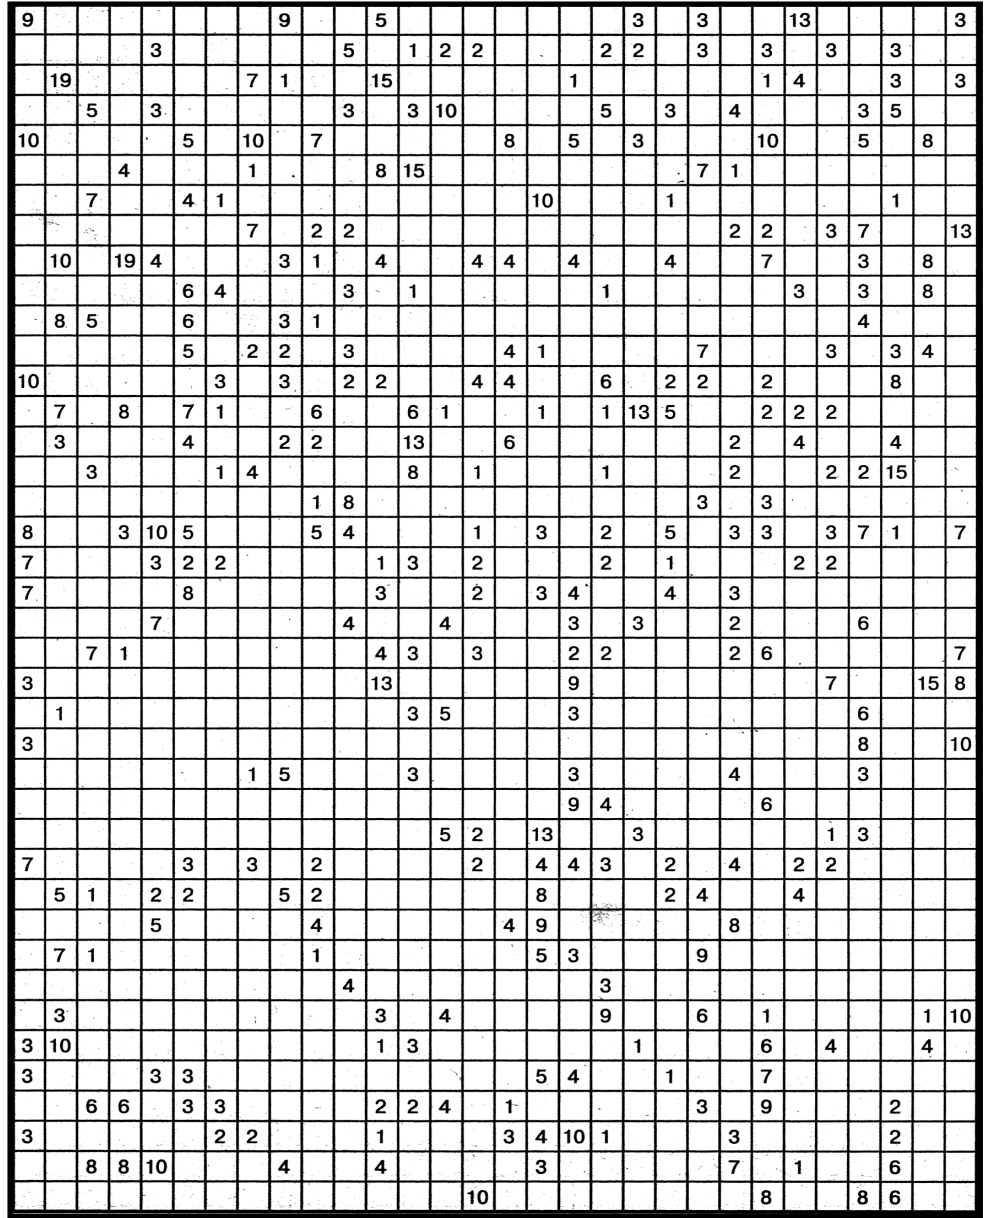 9 9 5 3 3 13 3
3 5 1 2 2 2 2 3 3 3 3
19 7 1 15 1 1 4 3 3
5 3 3 3 10 5 3 4 3 5
10 5 10 7 8 5 3 10 5 8
4 1 8 15 7 1
7 4 1 10 1 1
7 2 2 2 2 3 7 13
10 19 4 3 1 4 4 4 4 4 7 3 8
6 4 3 1 1 3 3 8
8 5 6 3 1 4
5 2 2 3 4 1 7 3 3 4
10 3 3 2 2 4 4 6 2 2 2 8
7 8 7 1 6 6 1 1 1 13 5 2 2 2
3 4 2 2 13 6 2 4 4
3 1 4 8 1 1 2 2 2 15
1 8 3 3
8 3 10 5 5 4 1 3 2 5 3 3 3 7 1 7
7 3 2 2 1 3 2 2 1 2 2
7 8 3 2 3 4 4 3
7 4 4 3 3 2 6
7 1 4 3 3 2 2 2 6 7
3 13 9 7 15 8
1 3 5 3 6
3 8 10
1 5 3 3 4 3
9 4 6
5 2 13 3 1 3
7 3 3 2 2 4 4 3 2 4 2 2
5 1 2 2 5 2 8 2 4 4
5 4 4 9 8
7 1 1 5 3 9
4 3
3 3 4 9 6 1 1 10
3 10 1 3 1 6 4 4
3 3 3 5 4 1 7
6 6 3 3 2 2 4 1 3 9 2
3 2 2 1 3 4 10 1 3 2
8 8 10 4 4 3 7 1 6
10 8 8 6